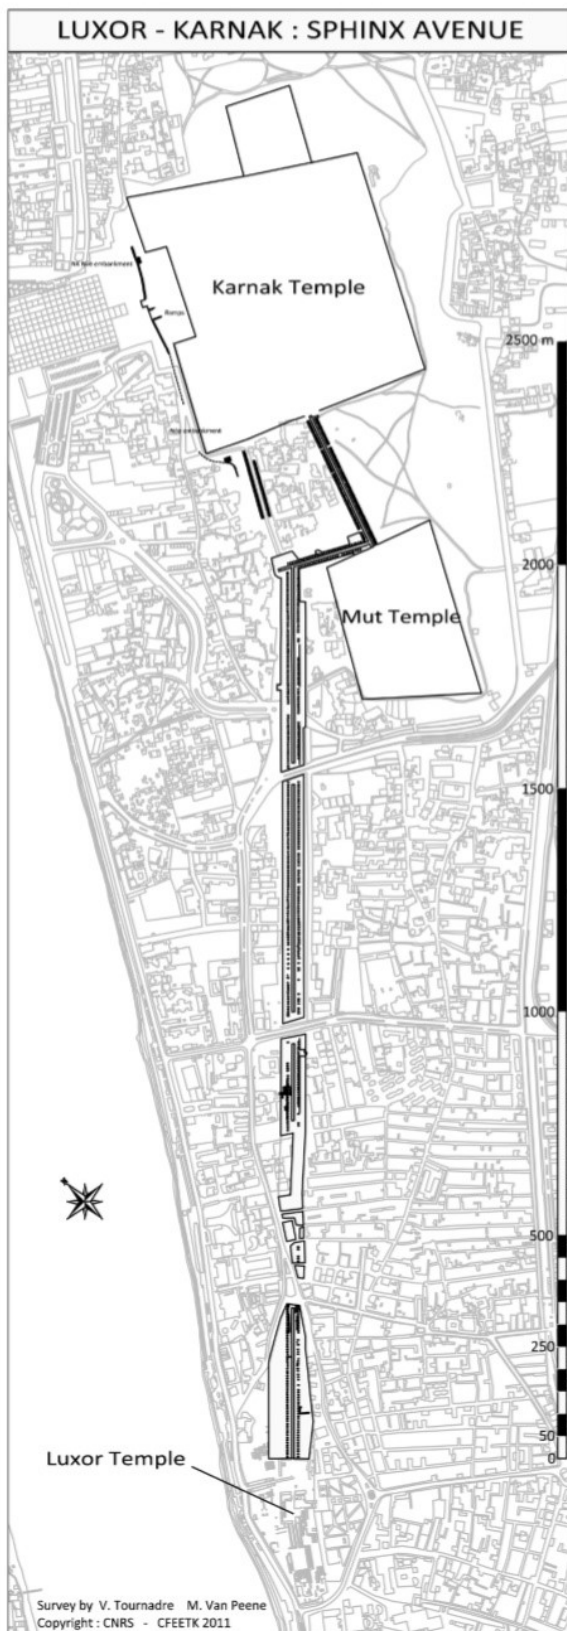 LUXOR - KARNAK : SPHINX AVENUE
Karnak Temple
Ramps
2500 m
2000
Mut Temple
1500
1000
500
250
50
0
Luxor Temple
Survey by V. Tournadre M. Van Peene
Copyright : CNRS - CFEETK 2011